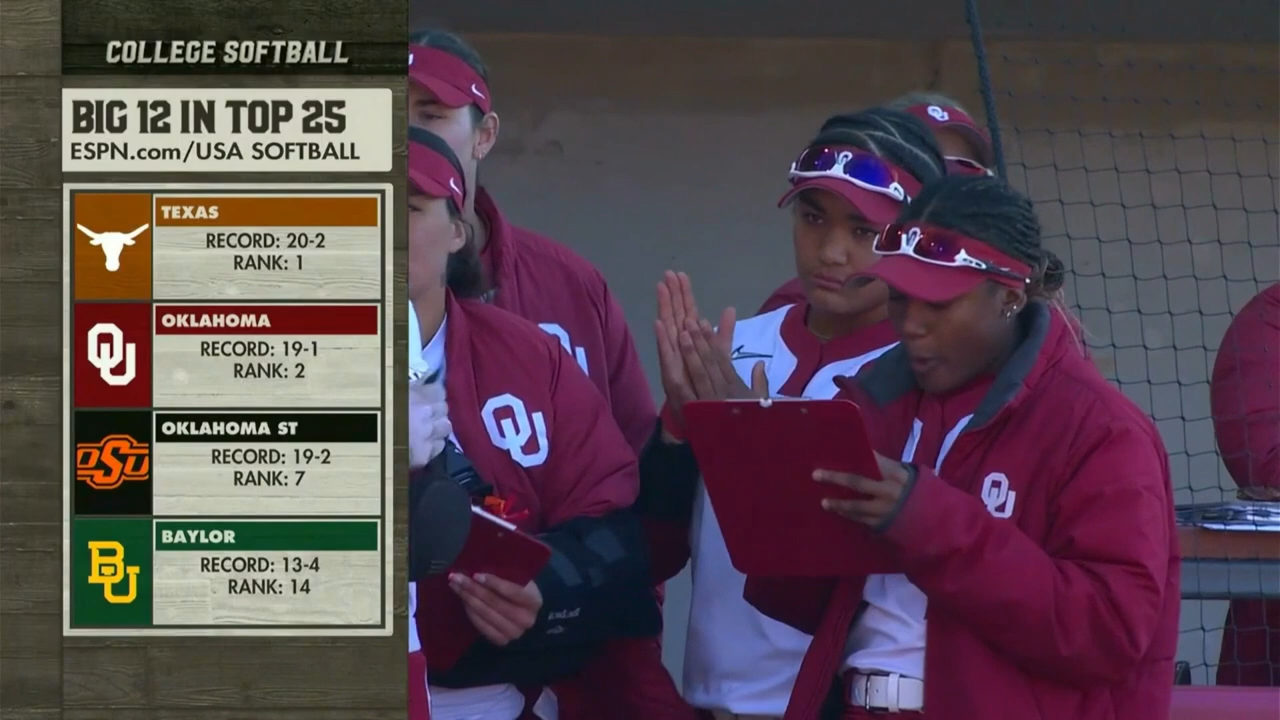 COLLEGE SOFTBALL
BIG 12 IN TOP 25
ESPN.com/USA SOFTBALL
TEXAS
RECORD: 20-2
RANK: 1
OU
OKLAHOMA
RECORD: 19-1
RANK: 2
OSU
OKLAHOMA ST
RECORD: 19-2
RANK: 7
BU
BAYLOR
RECORD: 13-4
RANK: 14
OU
OU
OU